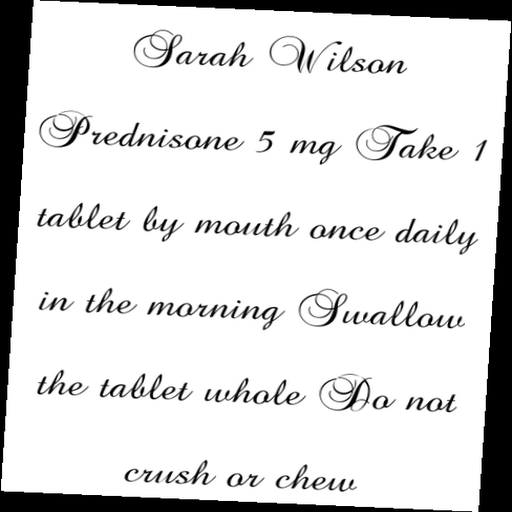 Sarah Wilson
Prednisone 5 mg Take 1
tablet by mouth once daily
in the morning Swallow
the tablet whole Do not
crush or chew